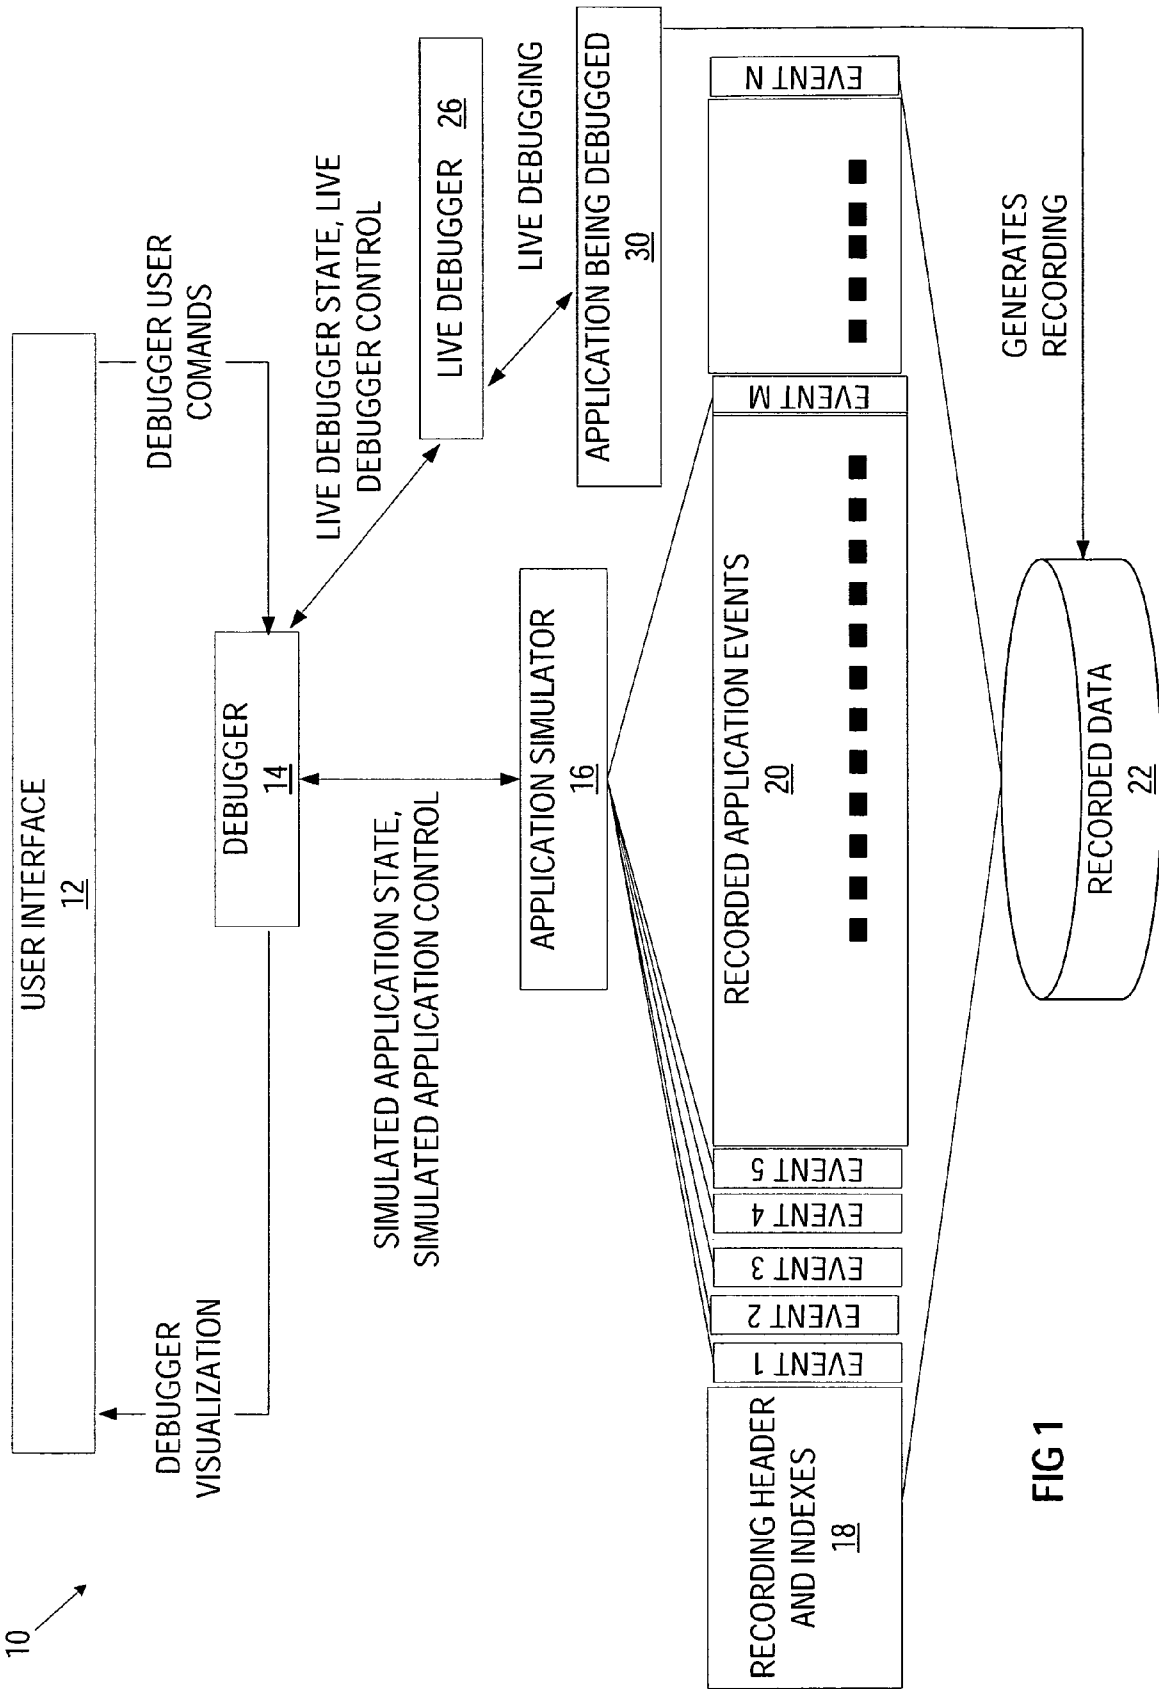 10
USER INTERFACE
12
DEBUGGER
VISUALIZATION
DEBUGGER USER
COMANDS
DEBUGGER
14
SIMULATED APPLICATION STATE,
SIMULATED APPLICATION CONTROL
LIVE DEBUGGER STATE, LIVE
DEBUGGER CONTROL
LIVE DEBUGGER 26
LIVE DEBUGGING
APPLICATION SIMULATOR
16
APPLICATION BEING DEBUGGED
30
RECORDING HEADER
AND INDEXES
18
EVENT 1
EVENT 2
EVENT 3
EVENT 4
EVENT 5
RECORDED APPLICATION EVENTS
20
EVENT M
EVENT N
GENERATES
RECORDING
RECORDED DATA
22
FIG 1